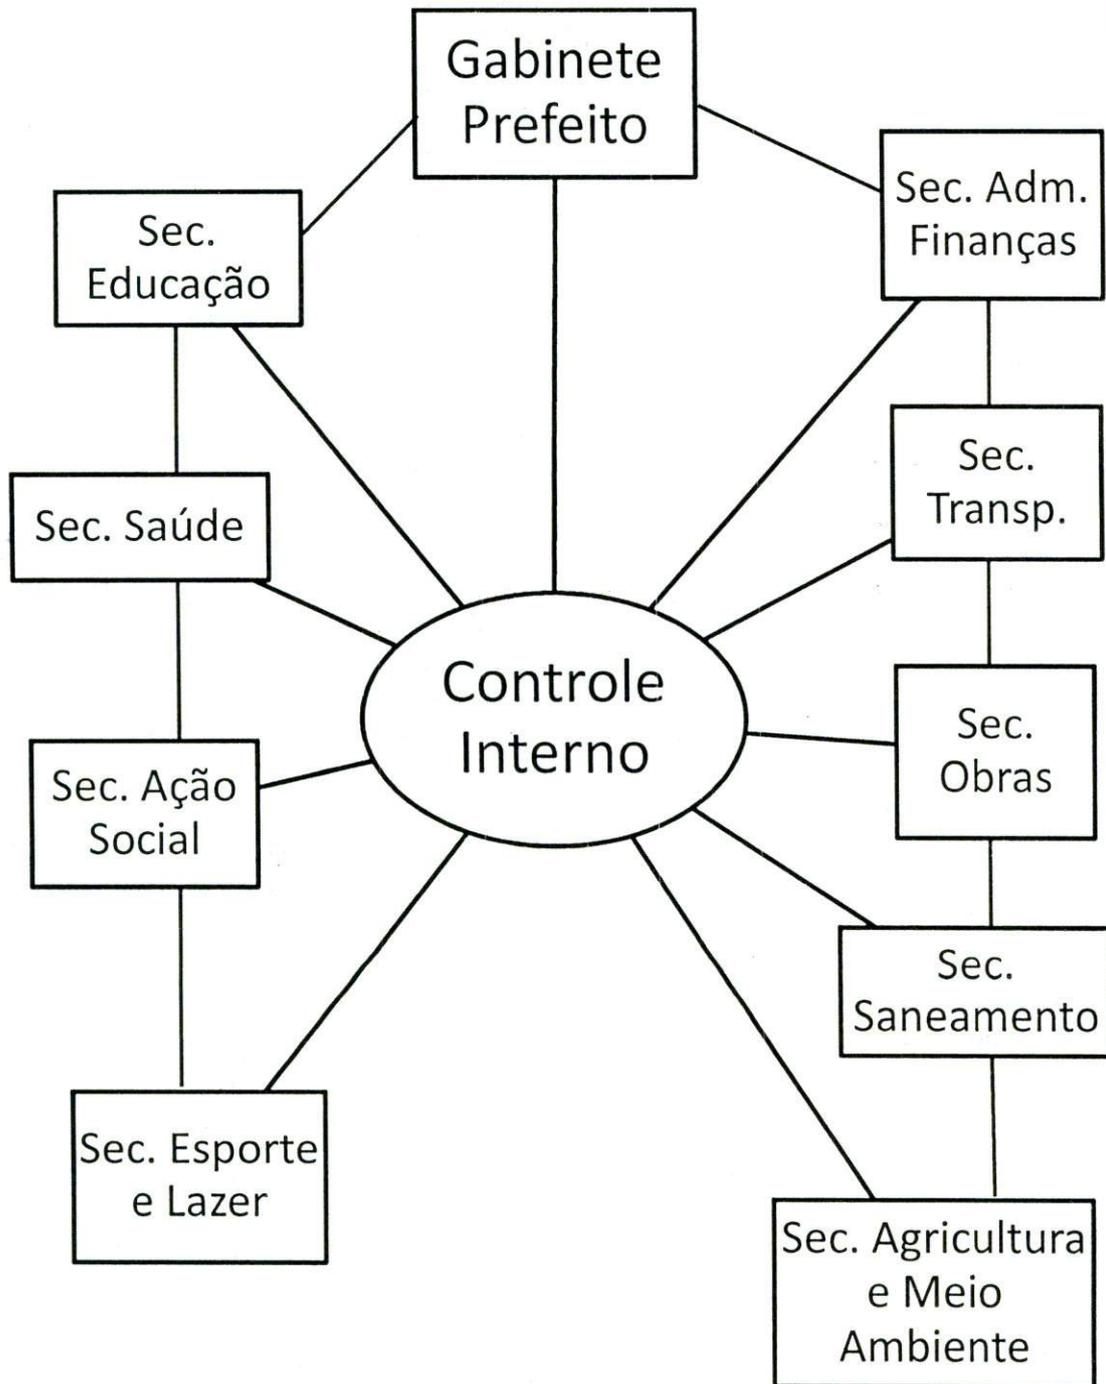 Gabinete
Prefeito
Sec. Adm.
Finanças
Sec.
Educação
Sec.
Transp.
Sec. Saúde
Controle
Interno
Sec.
Obras
Sec. Ação
Social
Sec.
Saneamento
Sec. Esporte
e Lazer
Sec. Agricultura
e Meio
Ambiente